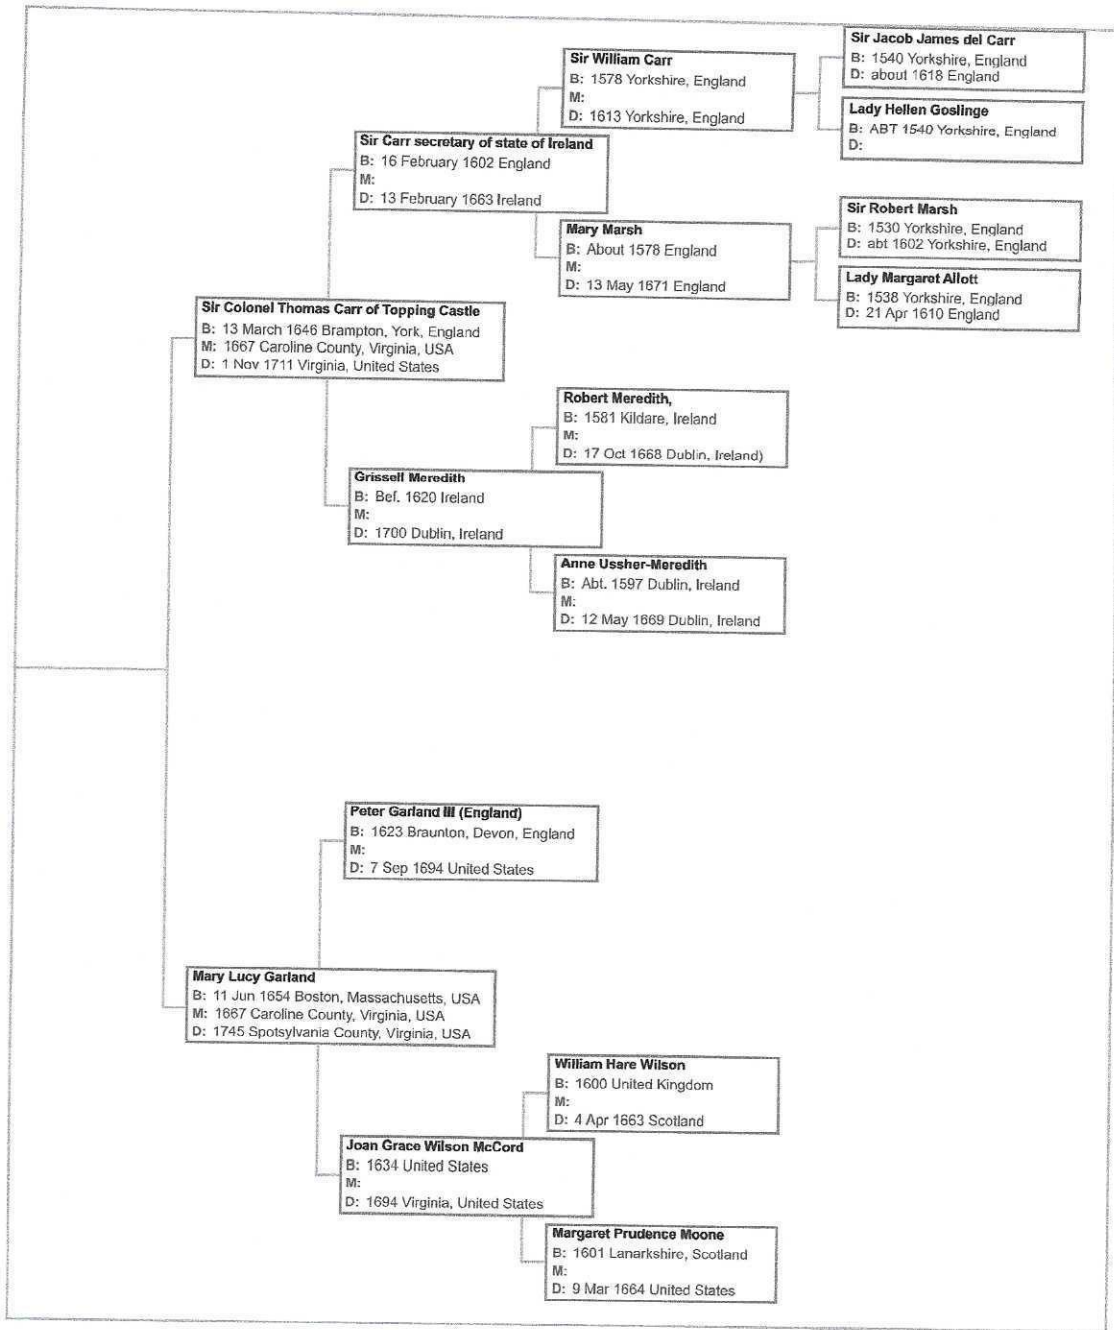 Sir Jacob James del Carr
B: 1540 Yorkshire, England
D: about 1618 England
Sir William Carr
B: 1578 Yorkshire, England
M:
D: 1613 Yorkshire, England
Lady Hellen Goslinge
B: ABT 1540 Yorkshire, England
D:
Sir Carr secretary of state of Ireland
B: 16 February 1602 England
M:
D: 13 February 1663 Ireland
Sir Robert Marsh
B: 1530 Yorkshire, England
D: abt 1602 Yorkshire, England
Mary Marsh
B: About 1578 England
M:
D: 13 May 1671 England
Lady Margaret Allott
B: 1538 Yorkshire, England
D: 21 Apr 1610 England
Sir Colonel Thomas Carr of Topping Castle
B: 13 March 1646 Brampton, York, England
M: 1667 Caroline County, Virginia, USA
D: 1 Nov 1711 Virginia, United States
Robert Meredith,
B: 1581 Kildare, Ireland
M:
D: 17 Oct 1668 Dublin, Ireland)
Grissell Meredith
B: Bef. 1620 Ireland
M:
D: 1700 Dublin, Ireland
Anne Ussher-Meredith
B: Abt. 1597 Dublin, Ireland
M:
D: 12 May 1669 Dublin, Ireland
Peter Garland III (England)
B: 1623 Braunton, Devon, England
M:
D: 7 Sep 1694 United States
Mary Lucy Garland
B: 11 Jun 1654 Boston, Massachusetts, USA
M: 1667 Caroline County, Virginia, USA
D: 1745 Spotsylvania County, Virginia, USA
William Hare Wilson
B: 1600 United Kingdom
M:
D: 4 Apr 1663 Scotland
Joan Grace Wilson McCord
B: 1634 United States
M:
D: 1694 Virginia, United States
Margaret Prudence Moone
B: 1601 Lanarkshire, Scotland
M:
D: 9 Mar 1664 United States